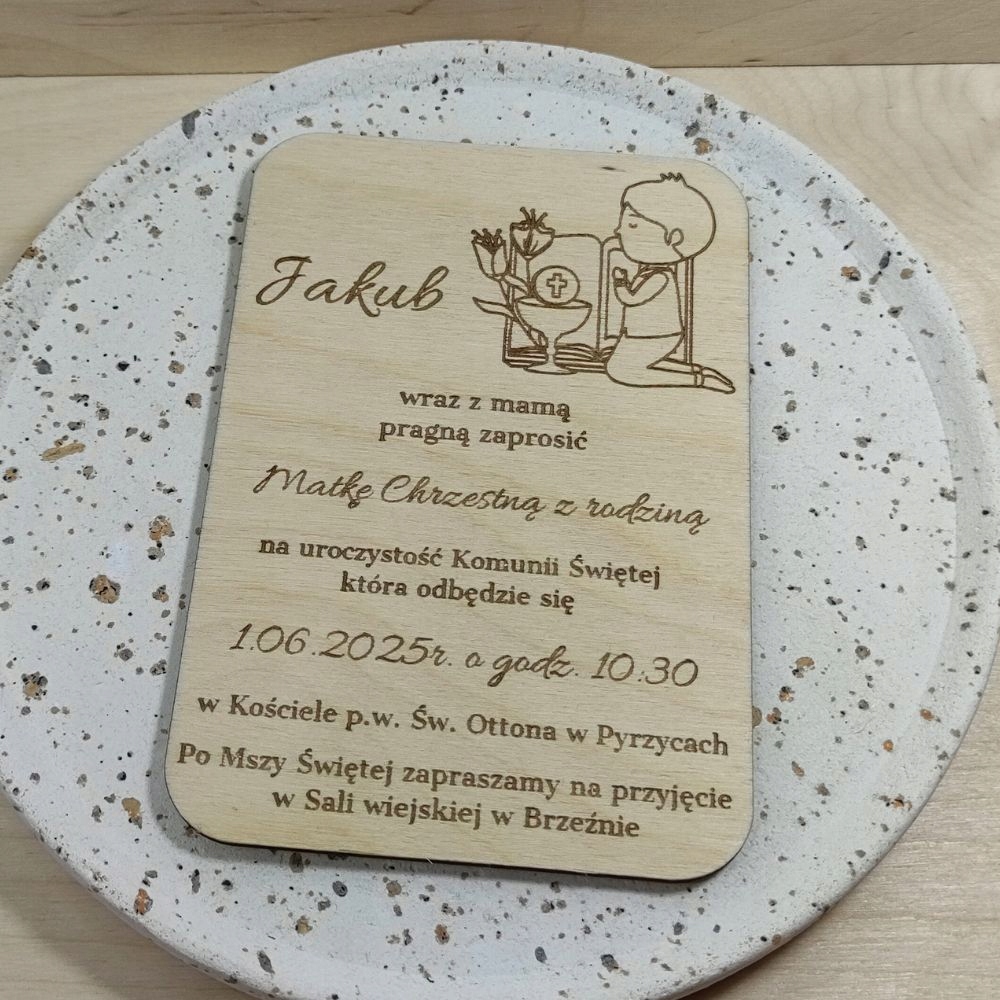 Jakub
wraz z mamą
pragną zaprosić
Matkę Chrzestną z rodziną
na uroczystość Komunii Świętej
która odbędzie się
1.06.2025r. o godz. 10:30
w Kościele p.w. Św. Ottona w Pyrzycach
Po Mszy Świętej zapraszamy na przyjęcie
w Sali wiejskiej w Brzeźnie